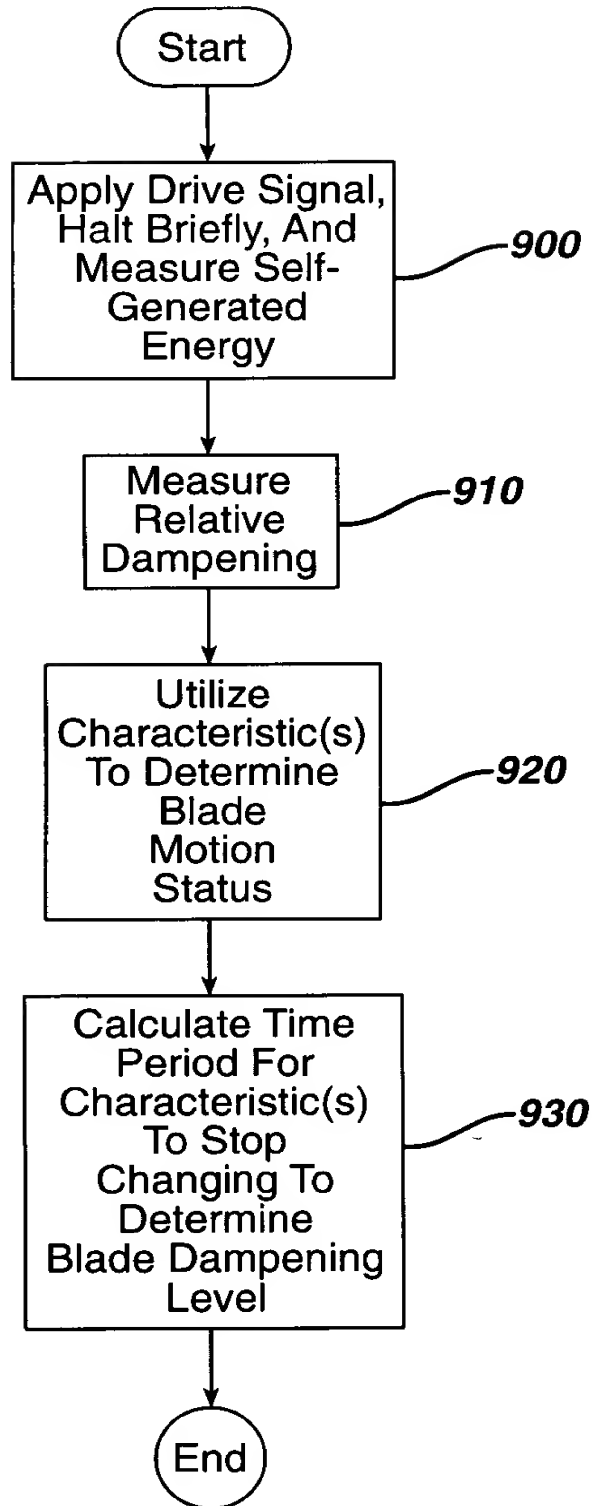 Start
Apply Drive Signal,
Halt Briefly, And
Measure Self-
Generated
Energy
900
Measure
Relative
Dampening
910
Utilize
Characteristic(s)
To Determine
Blade
Motion
Status
920
Calculate Time
Period For
Characteristic(s)
To Stop
Changing To
Determine
Blade Dampening
Level
930
End